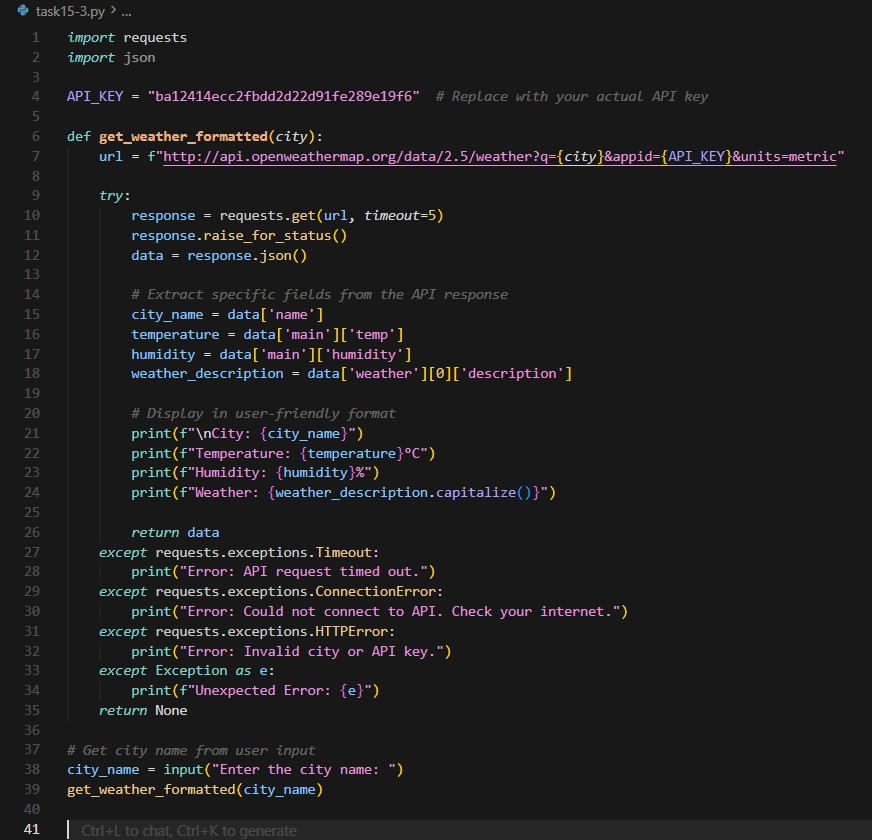 task15-3.py > ...
1 import requests
2 import json
3
4 API_KEY = "ba12414ecc2fbdd2d22d91fe289e19f6"  # Replace with your actual API key
5
6 def get_weather_formatted(city):
7     url = f"http://api.openweathermap.org/data/2.5/weather?q={city}&appid={API_KEY}&units=metric"
8
9     try:
10         response = requests.get(url, timeout=5)
11         response.raise_for_status()
12         data = response.json()
13
14         # Extract specific fields from the API response
15         city_name = data['name']
16         temperature = data['main']['temp']
17         humidity = data['main']['humidity']
18         weather_description = data['weather'][0]['description']
19
20         # Display in user-friendly format
21         print(f"\nCity: {city_name}")
22         print(f"Temperature: {temperature}°C")
23         print(f"Humidity: {humidity}%")
24         print(f"Weather: {weather_description.capitalize()}")
25
26         return data
27     except requests.exceptions.Timeout:
28         print("Error: API request timed out.")
29     except requests.exceptions.ConnectionError:
30         print("Error: Could not connect to API. Check your internet.")
31     except requests.exceptions.HTTPError:
32         print("Error: Invalid city or API key.")
33     except Exception as e:
34         print(f"Unexpected Error: {e}")
35     return None
36
37 # Get city name from user input
38 city_name = input("Enter the city name: ")
39 get_weather_formatted(city_name)
40
41 Ctrl+L to chat, Ctrl+K to generate